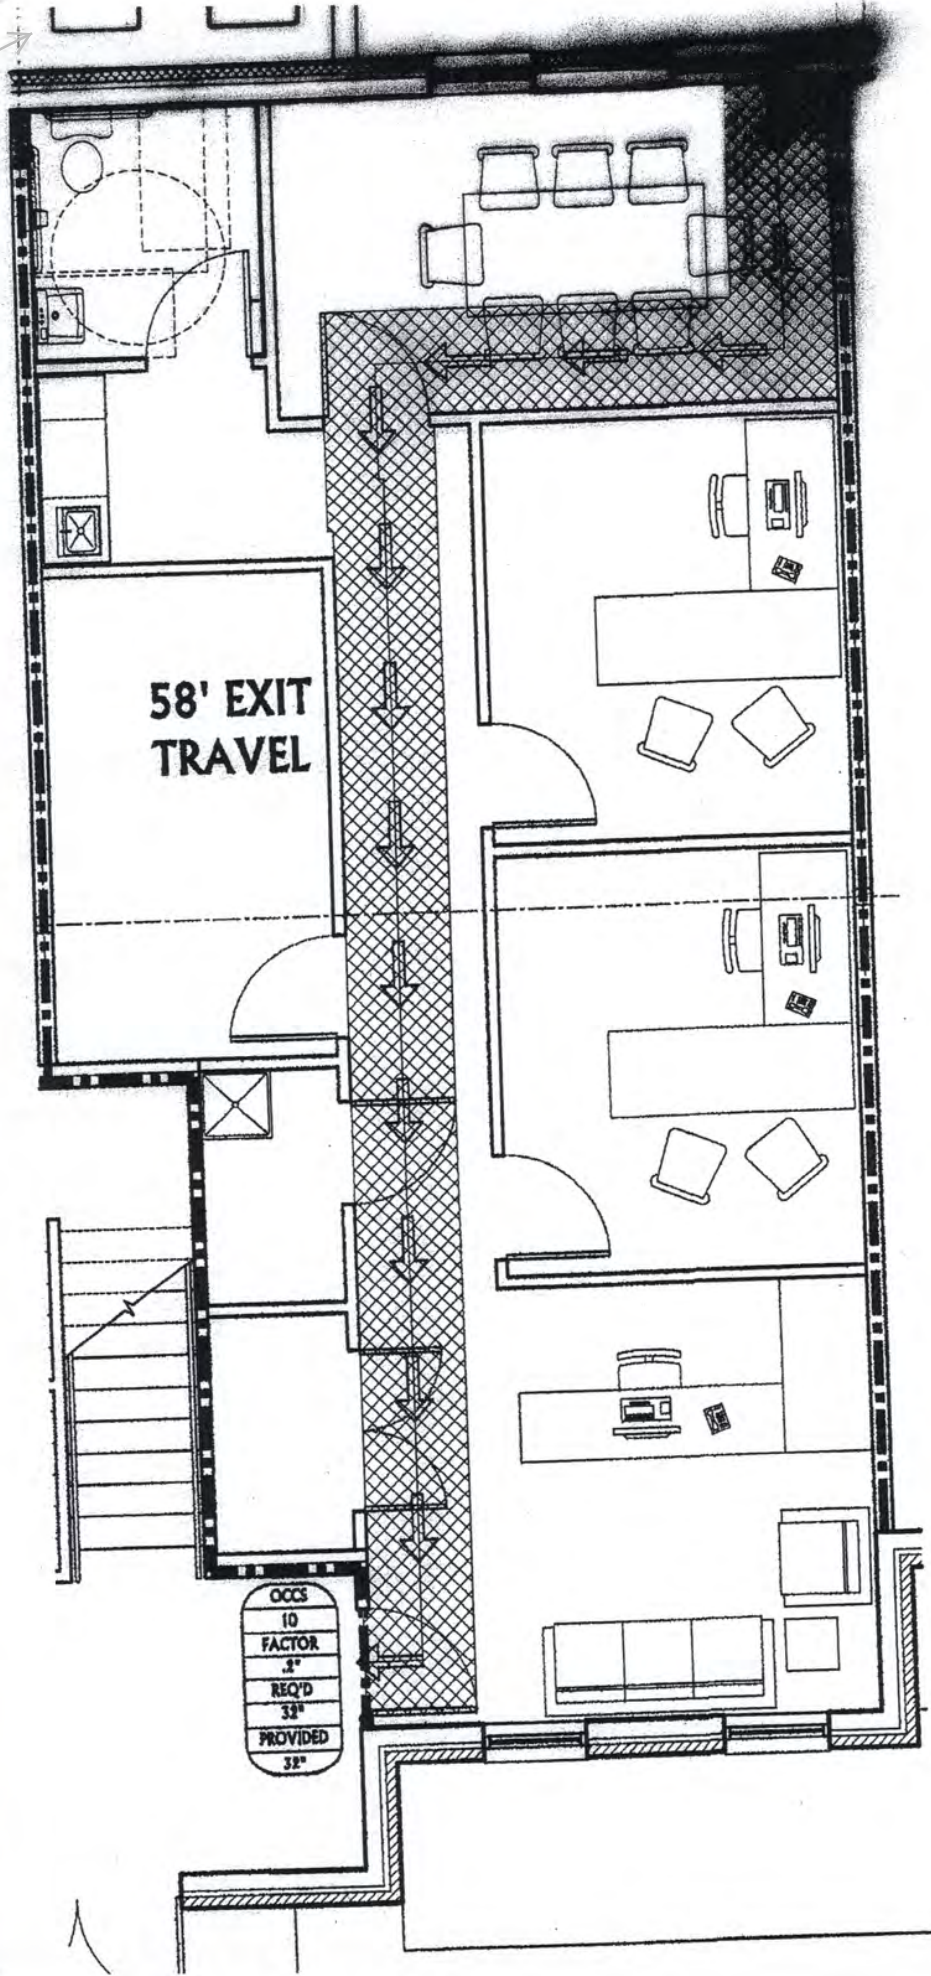 58' EXIT
TRAVEL
OCCS
10
FACTOR
.2"
REQ'D
32"
PROVIDED
32"